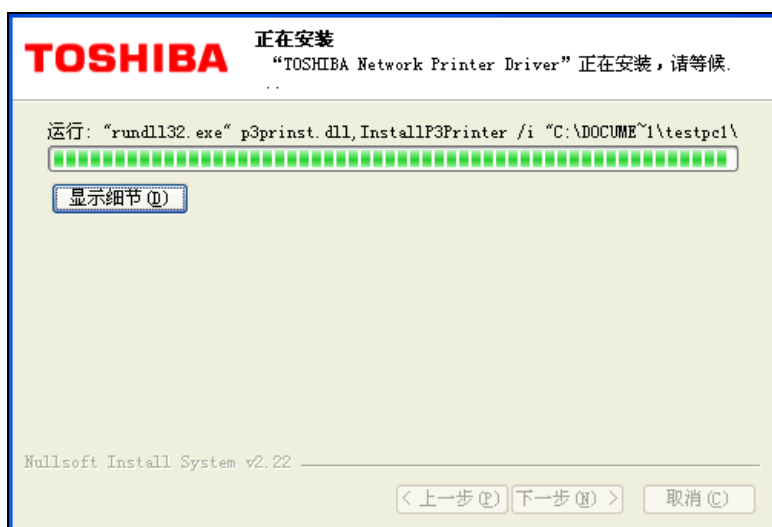 TOSHIBA
正在安装
“TOSHIBA Network Printer Driver”正在安装，请等候.
..
运行: “rundll32.exe” p3prinst.dll,InstallP3Printer /i “C:\DOCUME~1\testpc1\
显示细节(D)
Nullsoft Install System v2.22
< 上一步(P) 下一步(N) > 取消(C)